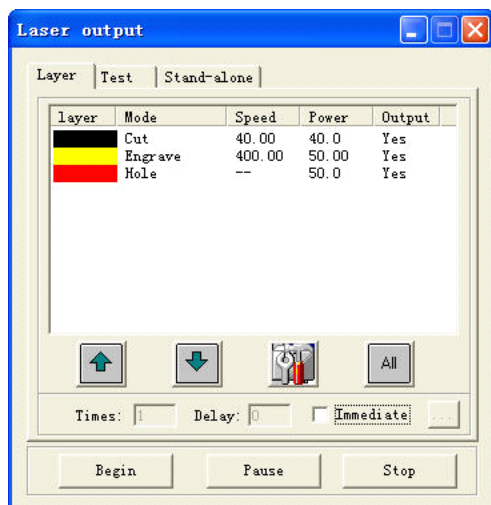 Laser output
Layer Test Stand-alone
layer Mode Speed Power Output
Cut 40.00 40.0 Yes
Engrave 400.00 50.00 Yes
Hole -- 50.0 Yes
All
Times: 1 Delay: 0 Immediate ...
Begin Pause Stop